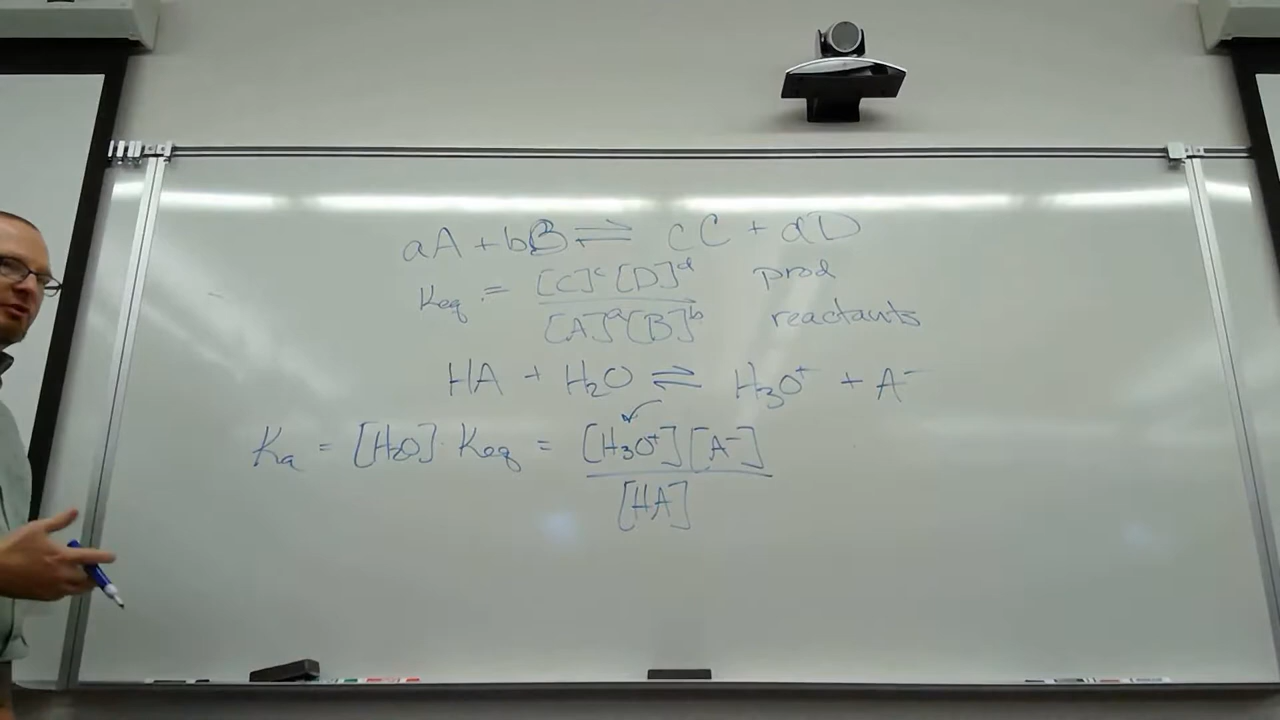 aA + bB ⇌ cC + dD
Keq = [C]ᶜ[D]ᵈ / [A]ᵃ[B]ᵇ
prod
reactants
HA + H₂O ⇌ H₃O⁺ + A⁻
Ka = [H₂O] · Keq = [H₃O⁺][A⁻] / [HA]